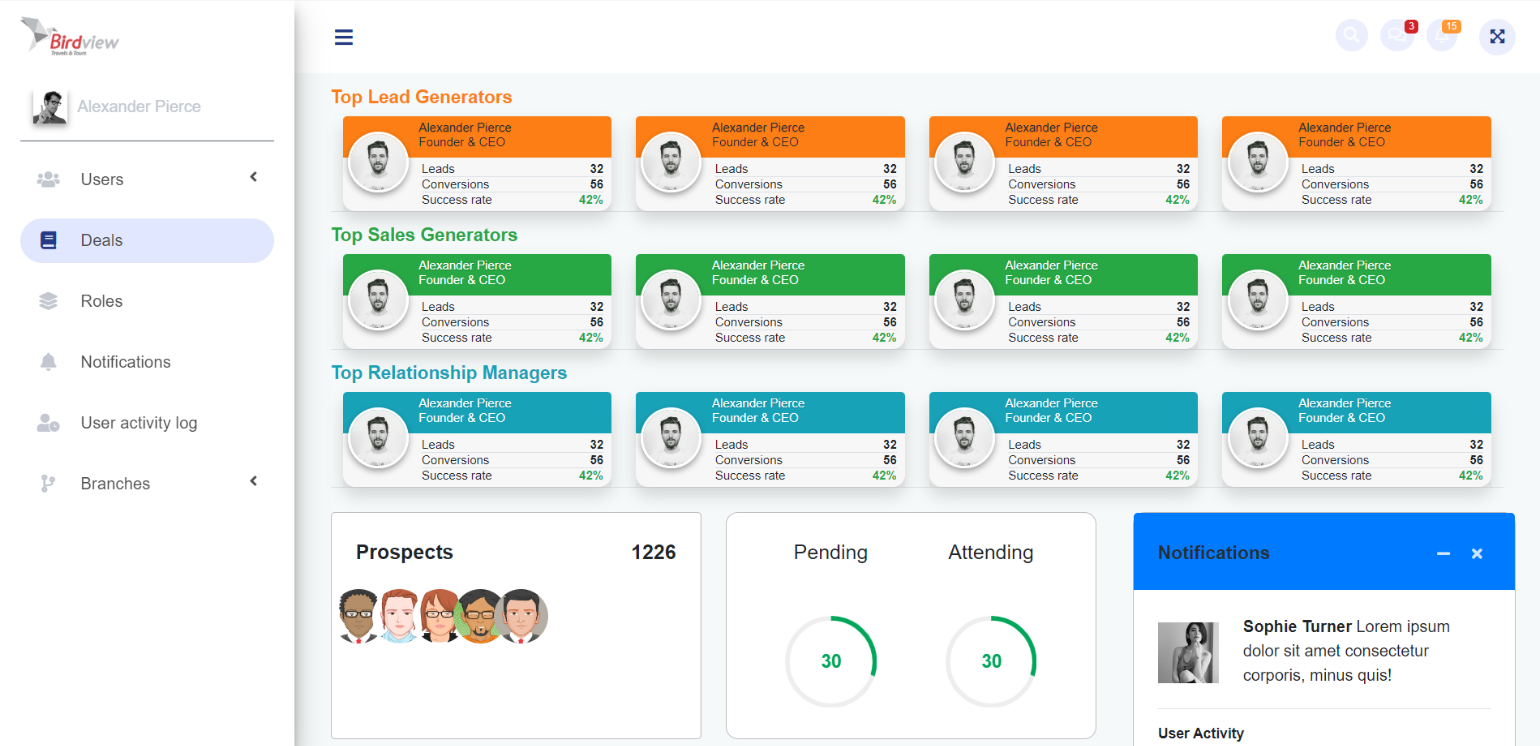 Birdview
Travels & Tours
3
15
Alexander Pierce
Users
Deals
Roles
Notifications
User activity log
Branches
Top Lead Generators
Alexander Pierce
Founder & CEO
Leads 32
Conversions 56
Success rate 42%
Alexander Pierce
Founder & CEO
Leads 32
Conversions 56
Success rate 42%
Alexander Pierce
Founder & CEO
Leads 32
Conversions 56
Success rate 42%
Alexander Pierce
Founder & CEO
Leads 32
Conversions 56
Success rate 42%
Top Sales Generators
Alexander Pierce
Founder & CEO
Leads 32
Conversions 56
Success rate 42%
Alexander Pierce
Founder & CEO
Leads 32
Conversions 56
Success rate 42%
Alexander Pierce
Founder & CEO
Leads 32
Conversions 56
Success rate 42%
Alexander Pierce
Founder & CEO
Leads 32
Conversions 56
Success rate 42%
Top Relationship Managers
Alexander Pierce
Founder & CEO
Leads 32
Conversions 56
Success rate 42%
Alexander Pierce
Founder & CEO
Leads 32
Conversions 56
Success rate 42%
Alexander Pierce
Founder & CEO
Leads 32
Conversions 56
Success rate 42%
Alexander Pierce
Founder & CEO
Leads 32
Conversions 56
Success rate 42%
Prospects 1226
Pending Attending
30 30
Notifications
Sophie Turner Lorem ipsum
dolor sit amet consectetur
corporis, minus quis!
User Activity